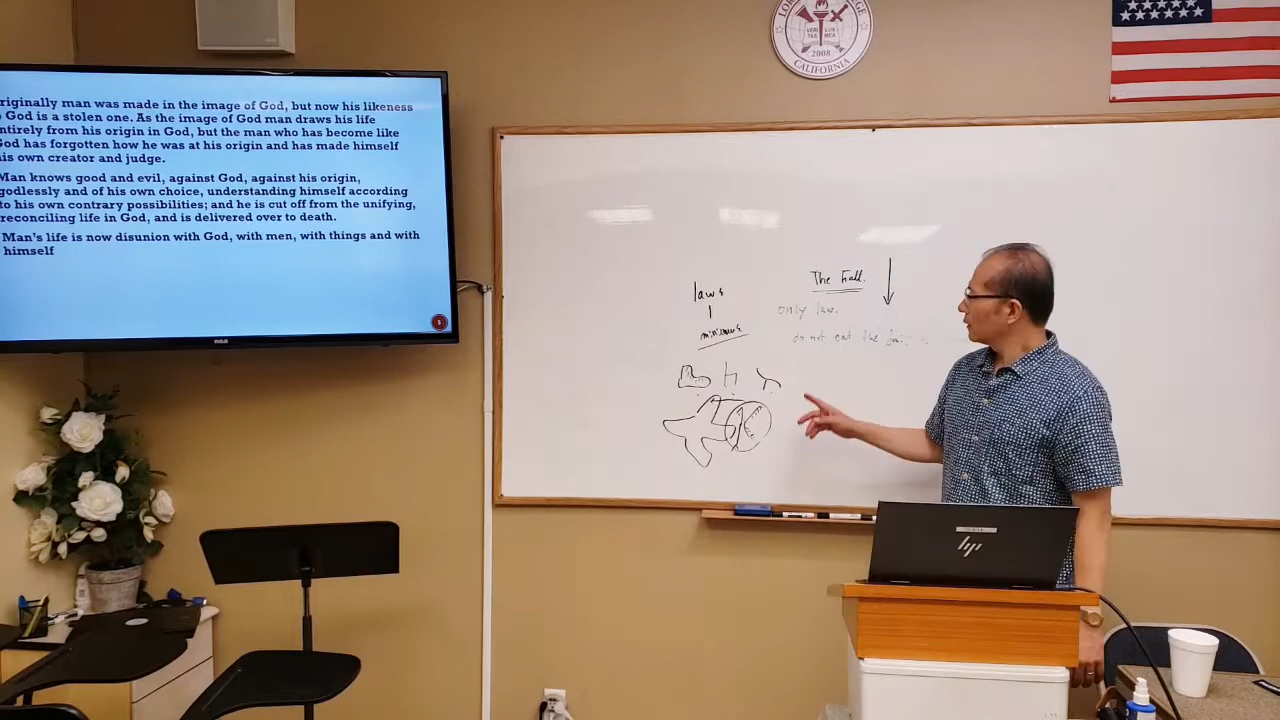 riginally man was made in the image of God, but now his likeness
o God is a stolen one. As the image of God man draws his life
ntirely from his origin in God, but the man who has become like
God has forgotten how he was at his origin and has made himself
his own creator and judge.
Man knows good and evil, against God, against his origin,
godlessly and of his own choice, understanding himself according
to his own contrary possibilities; and he is cut off from the unifying,
reconciling life in God, and is delivered over to death.
Man's life is now disunion with God, with men, with things and with
himself
RCA
VERI TAS
LUX MEA
2008
CALIFORNIA
The Fall.
laws
only law.
do not eat the
hp